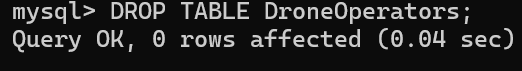 mysql> DROP TABLE DroneOperators;
Query OK, 0 rows affected (0.04 sec)